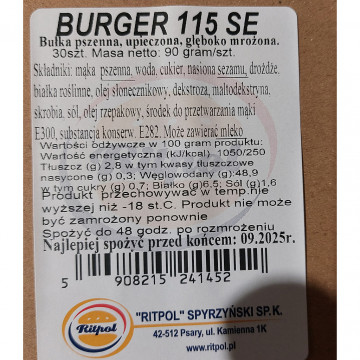 BURGER 115 SE
Bułka pszenna, upieczona, głęboko mrożona.
30szt. Masa netto: 90 gram/szt.
Składniki: mąka pszenna, woda, cukier, nasiona sezamu, drożdże,
białka roślinne, olej słonecznikowy, dekstroza, maltodekstryna,
skrobia, sól, olej rzepakowy, środek do przetwarzania mąki
E300, substancja konserw. E282. Może zawierać mleko
Wartości odżywcze w 100 gram produktu:
Wartość energetyczna (KJ/kcal): 1050/250
Tłuszcz (g) 2,8 w tym kwasy tłuszczowe
nasycone (g) 0,3; Węglowodany (g):48,9
w tym cukry (g) 0,7; Białko(g)6,5; Sól (g)1,6
Produkt przechowywać w temp.nie
wyższej niż -18 st.C. Produkt nie może
być zamrożony ponownie
Spożyć do 48 godz. po rozmrożeniu
Najlepiej spożyć przed końcem: 09.2025r.
5 908215 241452
Ritpol
"RITPOL" SPYRZYŃSKI SP.K.
42-512 Psary, ul. Kamienna 1K
www.ritpol.pl